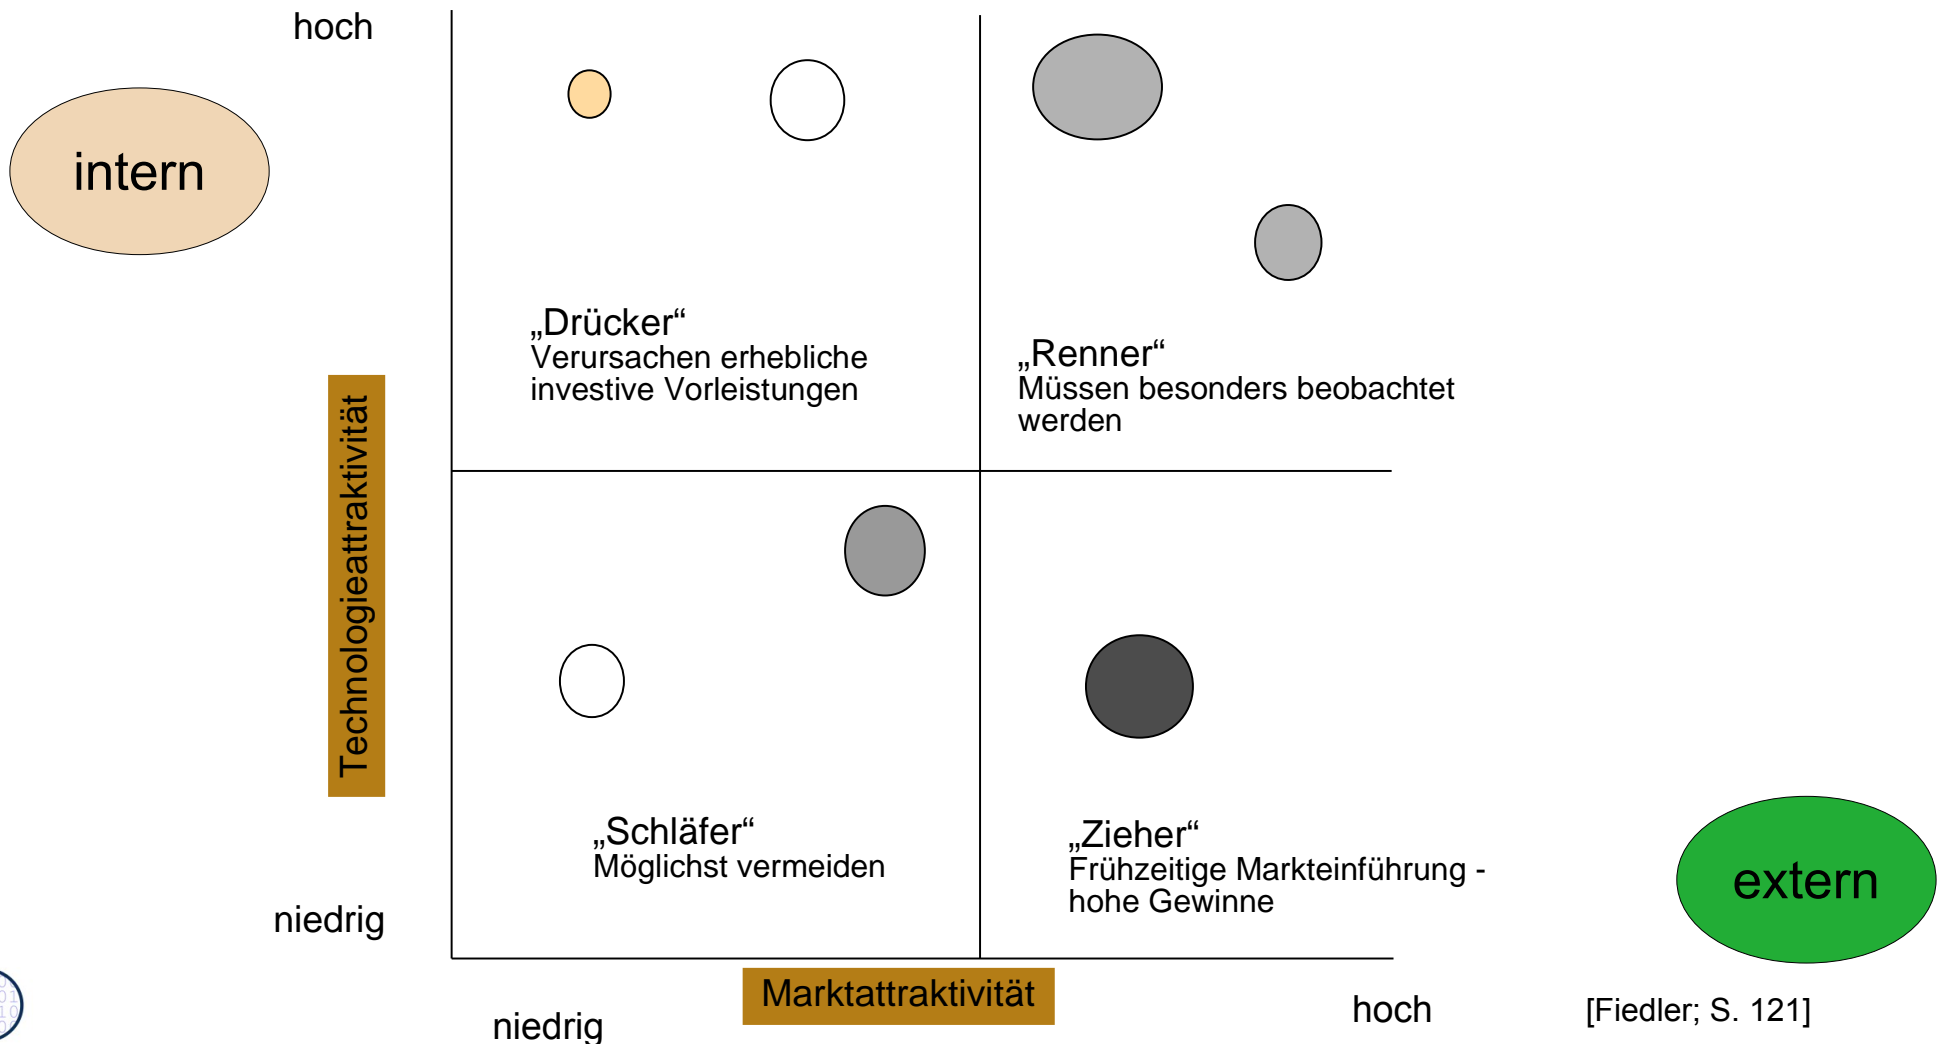 hoch
intern
„Drücker“
Verursachen erhebliche
investive Vorleistungen
„Renner“
Müssen besonders beobachtet
werden
Technologieattraktivität
„Schläfer“
Möglichst vermeiden
„Zieher“
Frühzeitige Markteinführung -
hohe Gewinne
extern
niedrig
Marktattraktivität
niedrig
hoch
[Fiedler; S. 121]